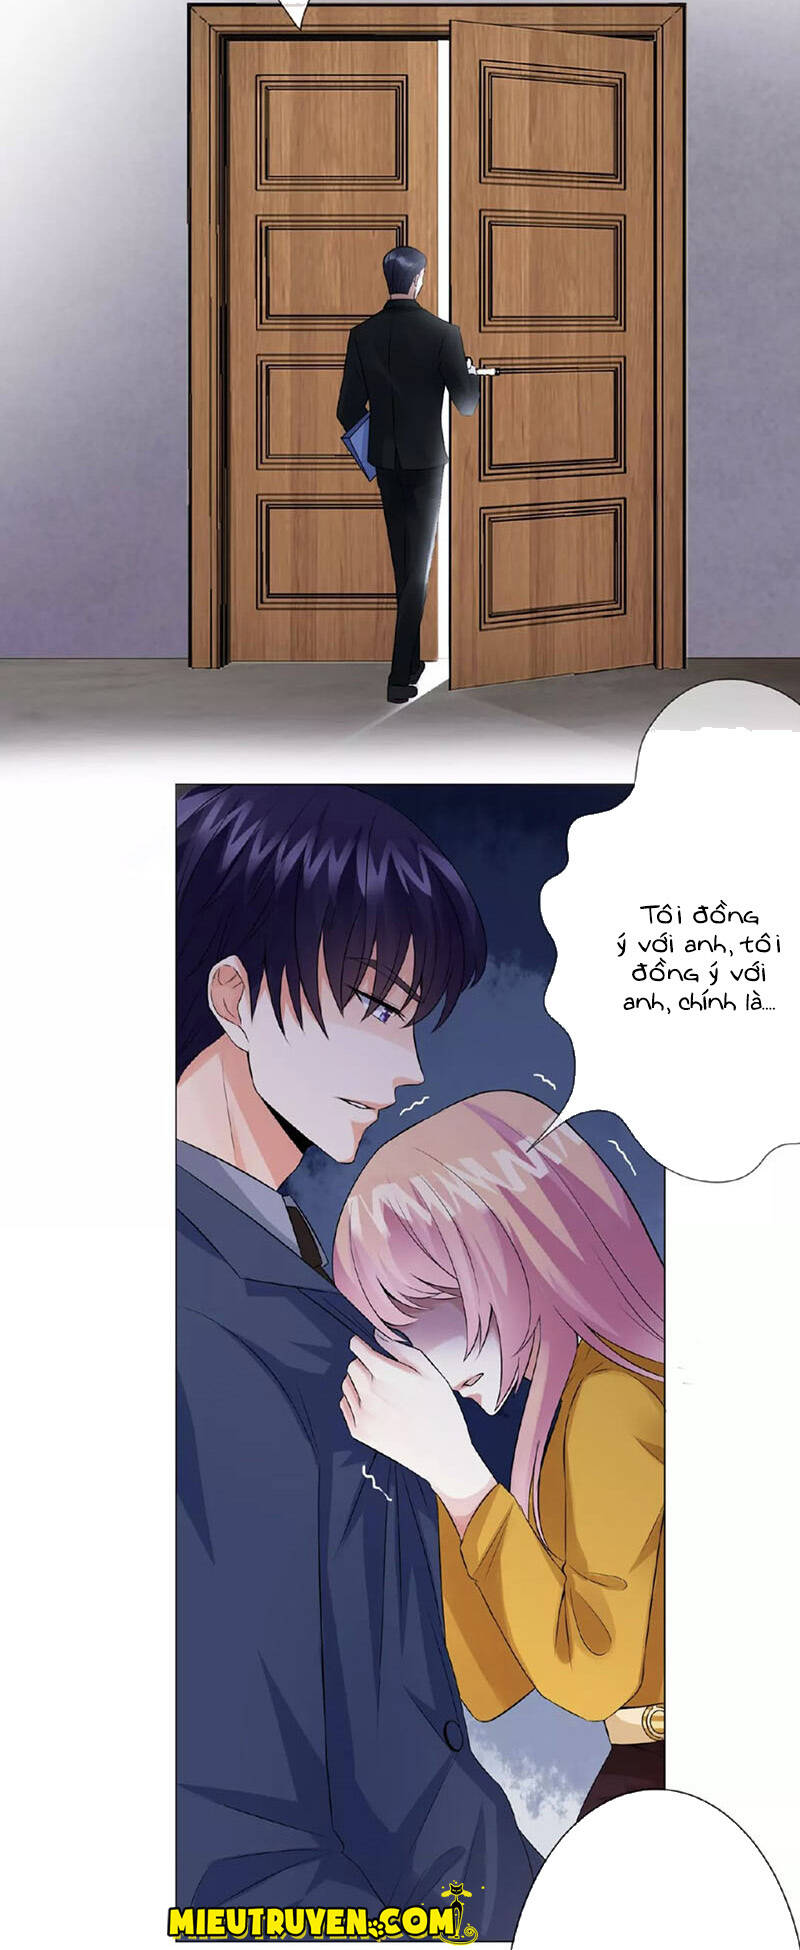 Tôi đồng
ý với anh, tôi
đồng ý với
anh, chính là...
MIEUTRUYEN.COM